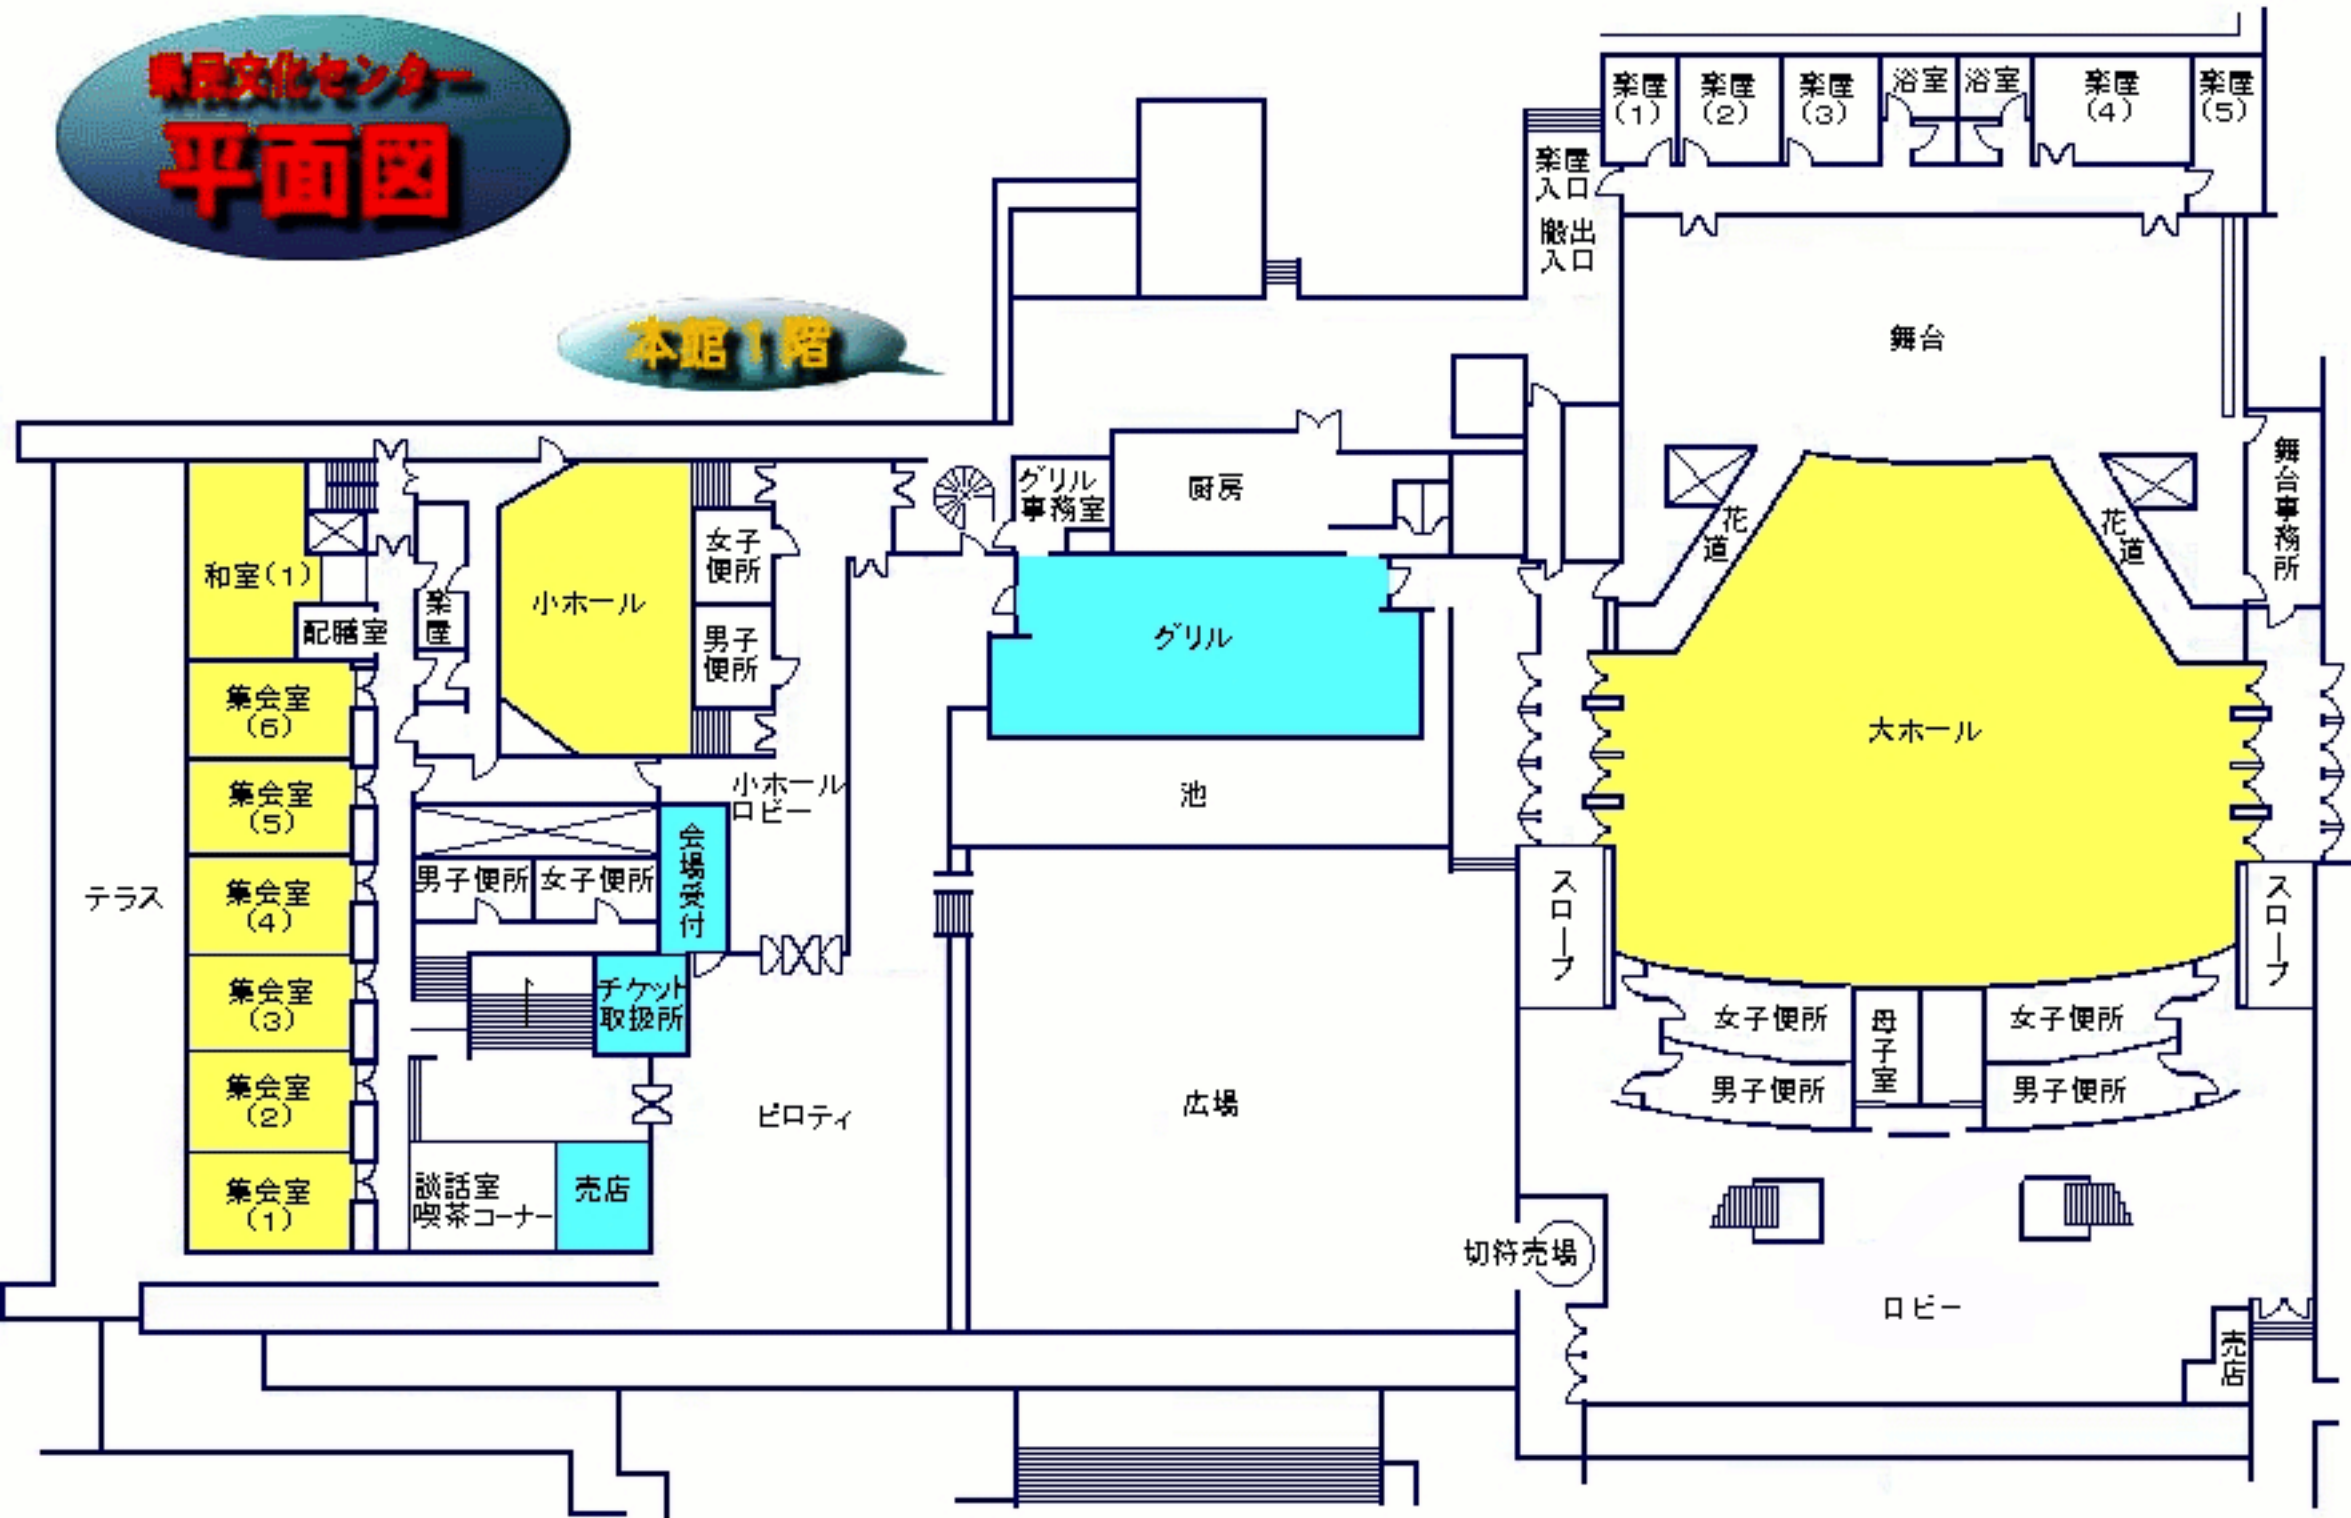 県民文化センター
平面図
本館1階
楽屋
(1)
楽屋
(2)
楽屋
(3)
浴室
浴室
楽屋
(4)
楽屋
(5)
楽屋
入口
搬出
入口
舞台
舞台事務所
花道
花道
大ホール
スロープ
スロープ
女子便所
男子便所
母子室
女子便所
男子便所
切符売場
ロビー
売店
グリル
事務室
厨房
グリル
池
広場
和室(1)
配膳室
楽屋
小ホール
女子
便所
男子
便所
小ホール
ロビー
集会室
(6)
集会室
(5)
集会室
(4)
集会室
(3)
集会室
(2)
集会室
(1)
テラス
男子便所
女子便所
会場受付
チケット
取扱所
ピロティ
談話室
喫茶コーナー
売店